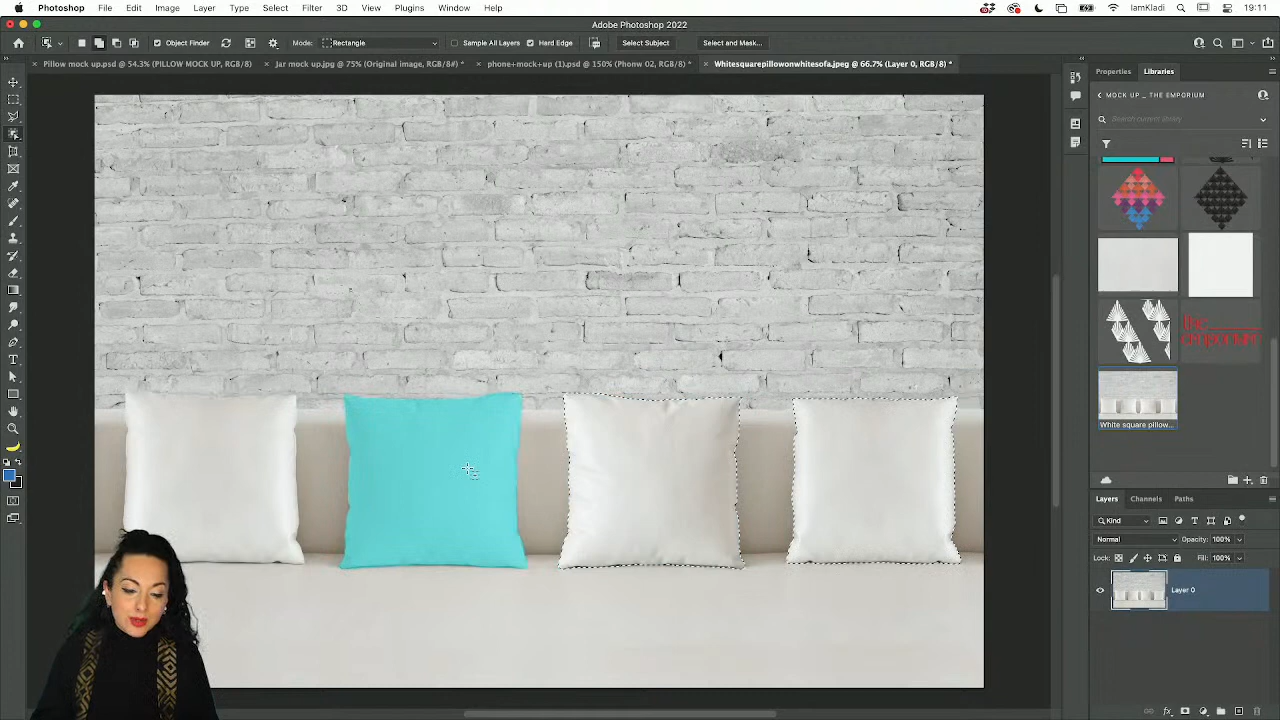 Photoshop File Edit Image Layer Type Select Filter 3D View Plugins Window Help IamKladi 19:11
Adobe Photoshop 2022
Object Finder Mode: Rectangle Sample All Layers Hard Edge Select Subject Select and Mask...
Pillow mock up.psd @ 54.3% (PILLOW MOCK UP, RGB/8) Jar mock up.jpg @ 75% (Original image, RGB/8#) * phone+mock+up (1).psd @ 150% (Phonw 02, RGB/8) * Whitesquarepillowonwhitesofa.jpeg @ 66.7% (Layer 0, RGB/8) *
Properties Libraries
MOCK UP _ THE EMPORIUM
Search current library
the
emporium
White square pillow...
Layers Channels Paths
Kind
Normal Opacity: 100%
Lock: Fill: 100%
Layer 0